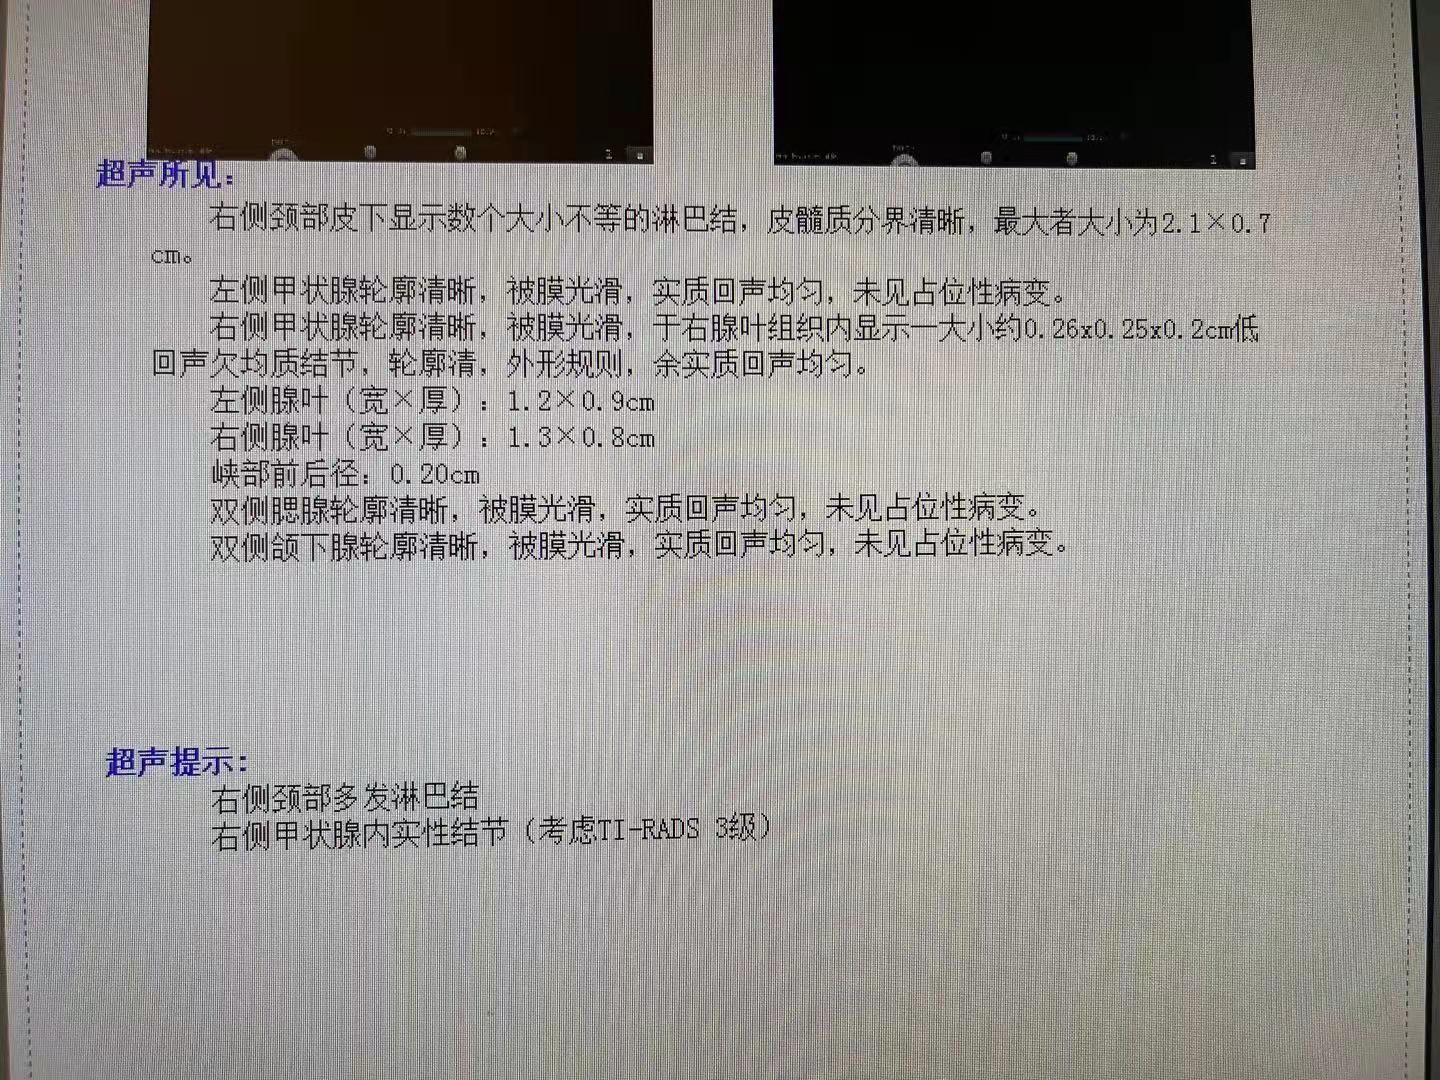 超声所见：
右侧颈部皮下显示数个大小不等的淋巴结，皮髓质分界清晰，最大者大小为2.1×0.7
cm。
左侧甲状腺轮廓清晰，被膜光滑，实质回声均匀，未见占位性病变。
右侧甲状腺轮廓清晰，被膜光滑，于右腺叶组织内显示一大小约0.26x0.25x0.2cm低
回声欠均质结节，轮廓清，外形规则，余实质回声均匀。
左侧腺叶（宽×厚）：1.2×0.9cm
右侧腺叶（宽×厚）：1.3×0.8cm
峡部前后径：0.20cm
双侧腮腺轮廓清晰，被膜光滑，实质回声均匀，未见占位性病变。
双侧颌下腺轮廓清晰，被膜光滑，实质回声均匀，未见占位性病变。
超声提示：
右侧颈部多发淋巴结
右侧甲状腺内实性结节（考虑TI-RADS 3级）